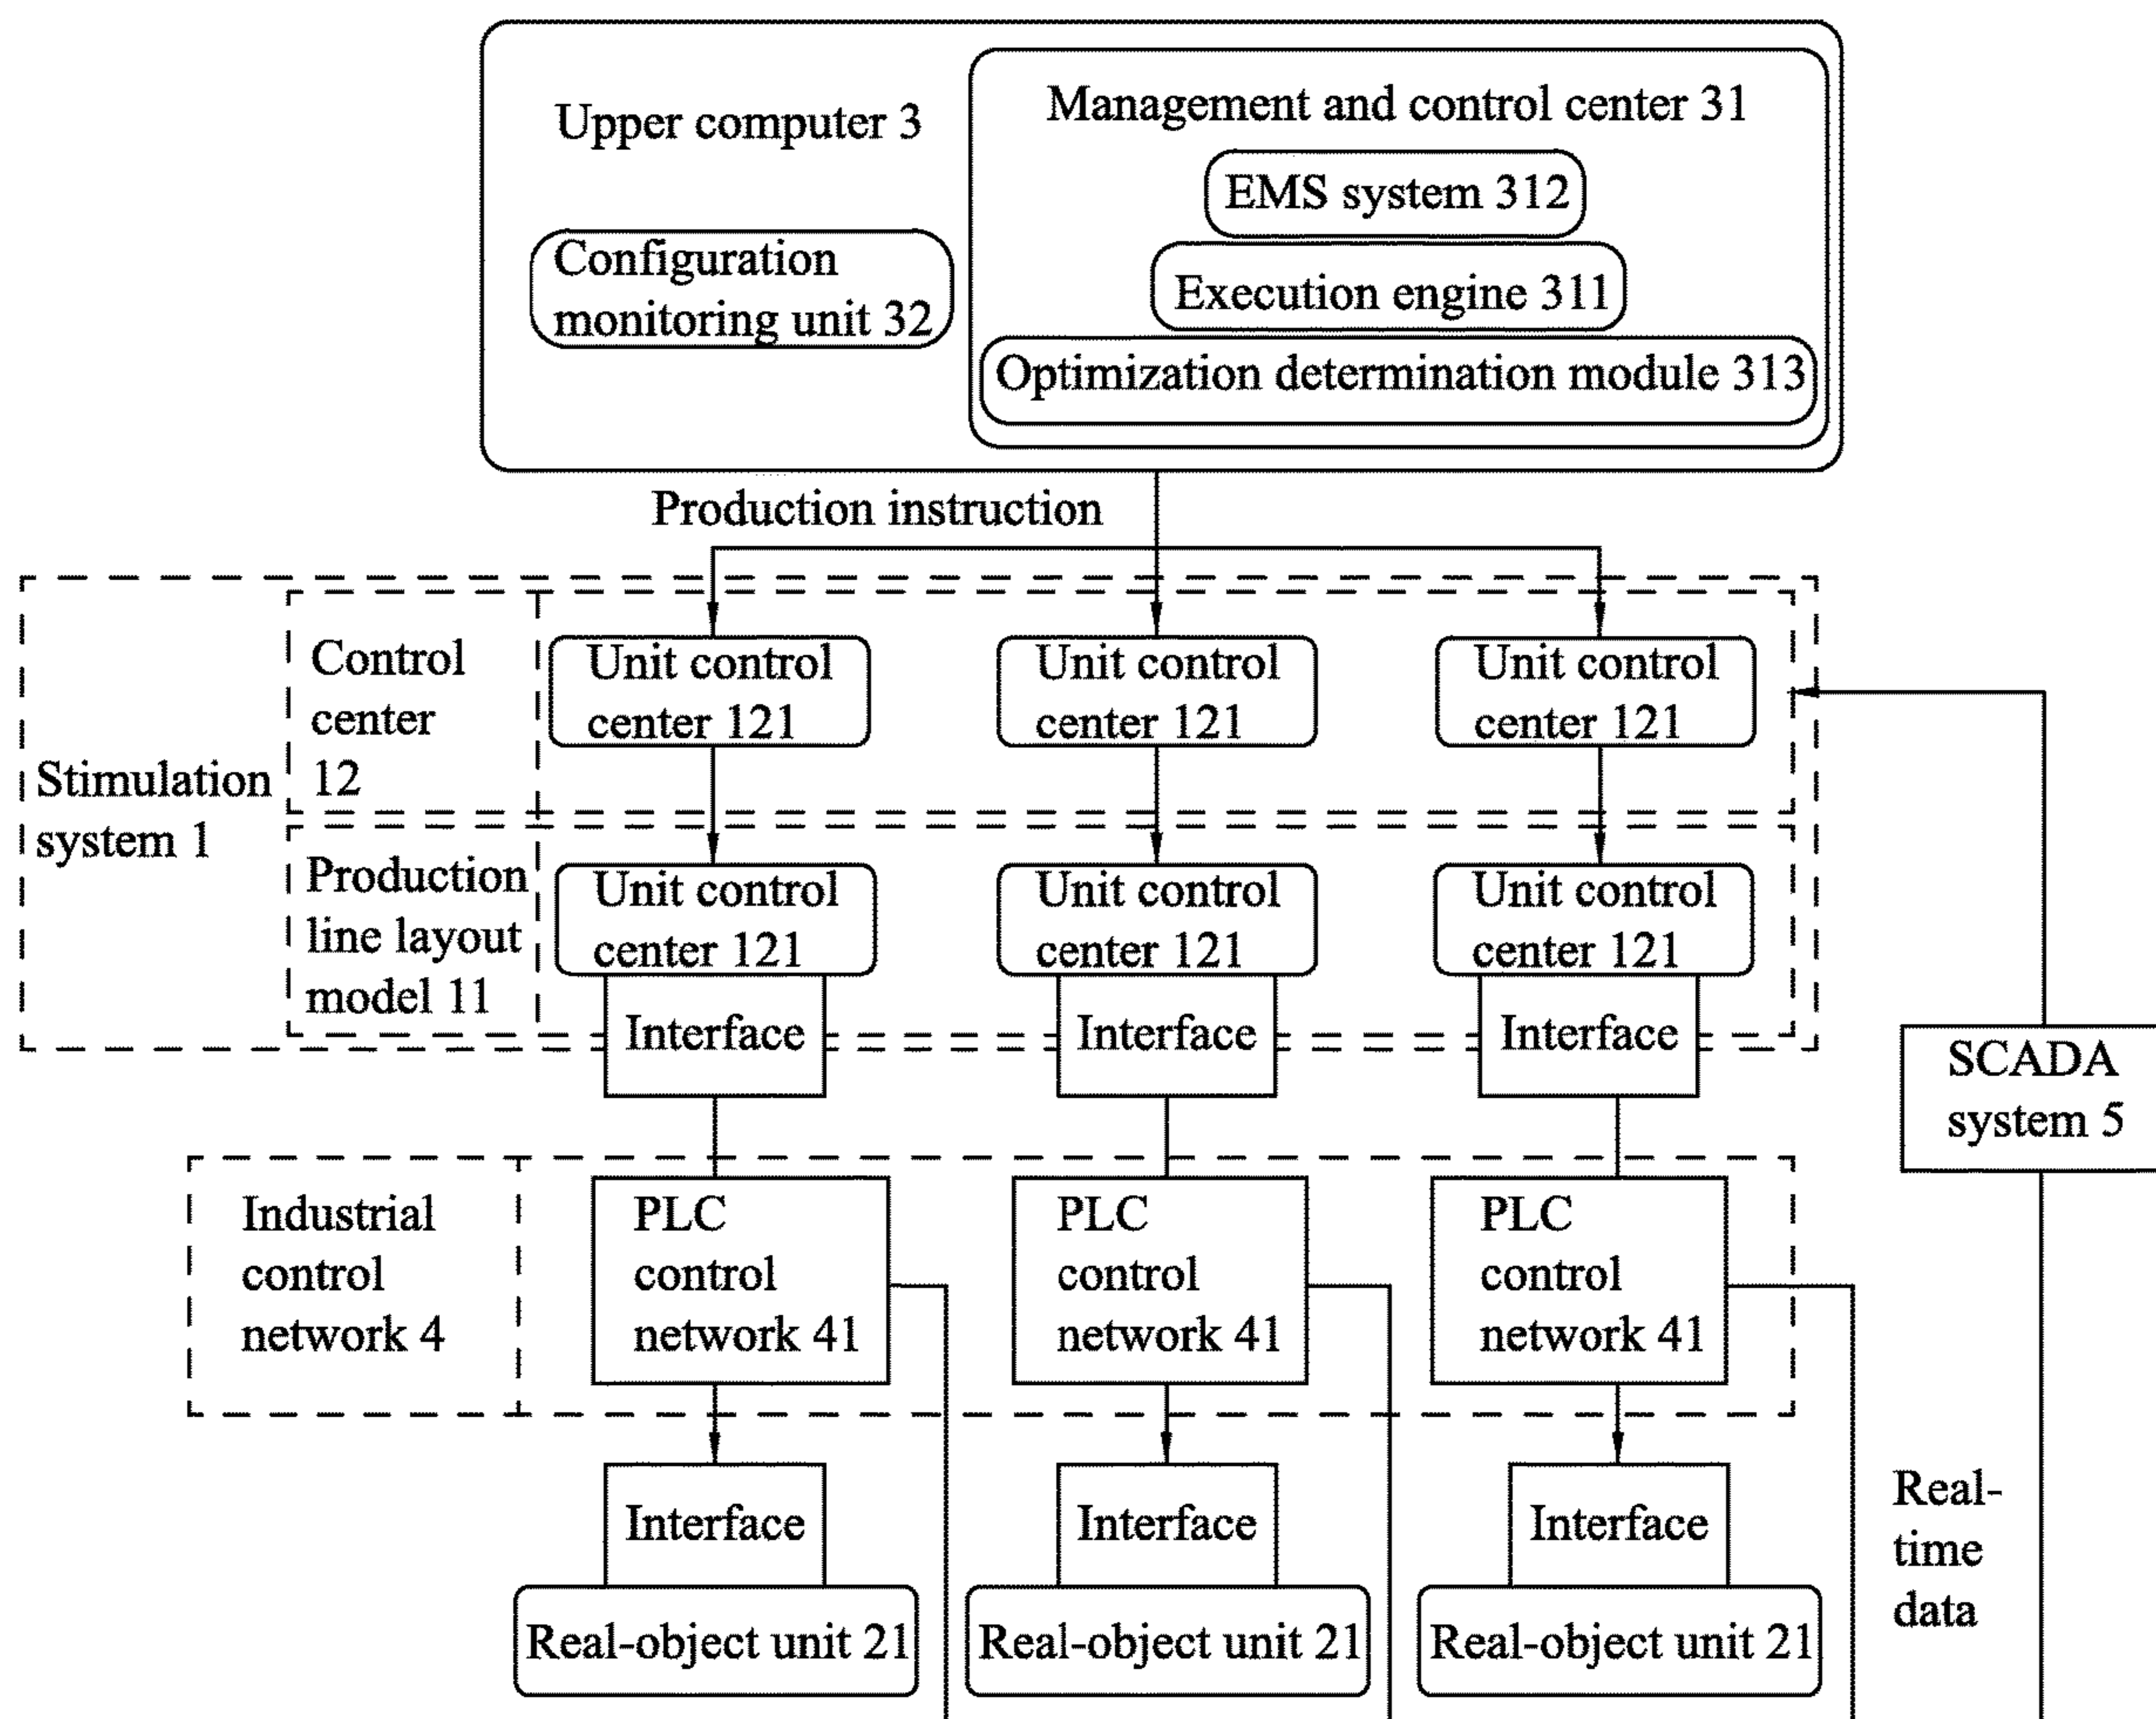 Upper computer 3
Management and control center 31
EMS system 312
Configuration
monitoring unit 32
Execution engine 311
Optimization determination module 313
Production instruction
Stimulation
system 1
Control
center
12
Unit control
center 121
Unit control
center 121
Unit control
center 121
Production
line layout
model 11
Unit control
center 121
Unit control
center 121
Unit control
center 121
Interface
Interface
Interface
SCADA
system 5
Industrial
control
network 4
PLC
control
network 41
PLC
control
network 41
PLC
control
network 41
Interface
Interface
Interface
Real-
time
data
Real-object unit 21
Real-object unit 21
Real-object unit 21